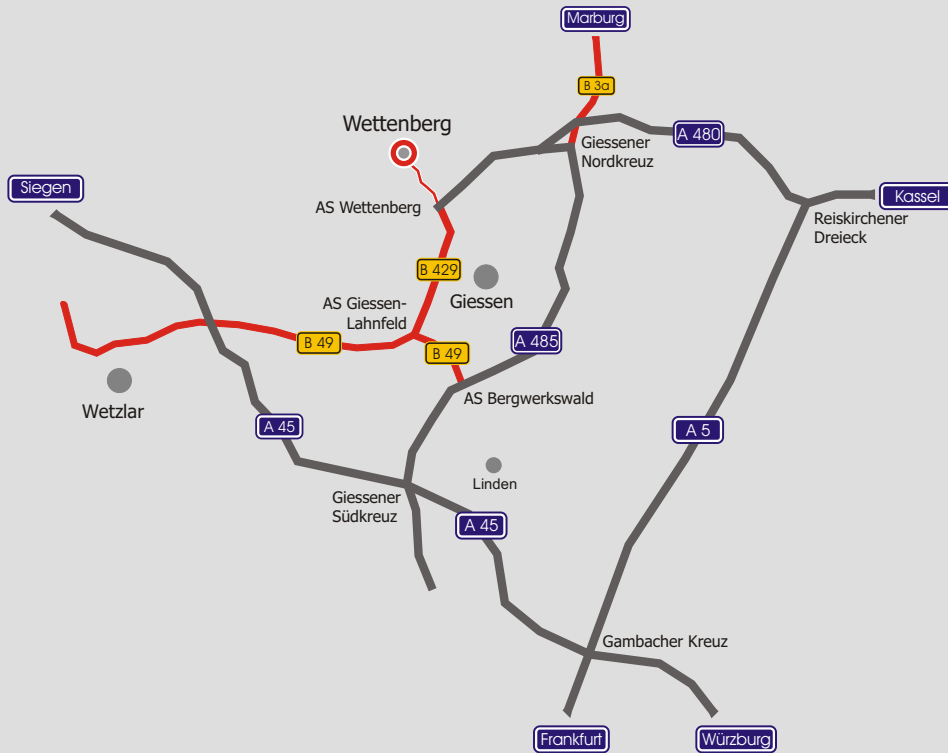 Marburg
B 3a
Wettenberg
Giessener
Nordkreuz
A 480
Siegen
Kassel
AS Wettenberg
Reiskirchener
Dreieck
B 429
Giessen
AS Giessen-
Lahnfeld
B 49
B 49
A 485
Wetzlar
AS Bergwerkswald
A 45
A 5
Linden
Giessener
Südkreuz
A 45
Gambacher Kreuz
Frankfurt
Würzburg